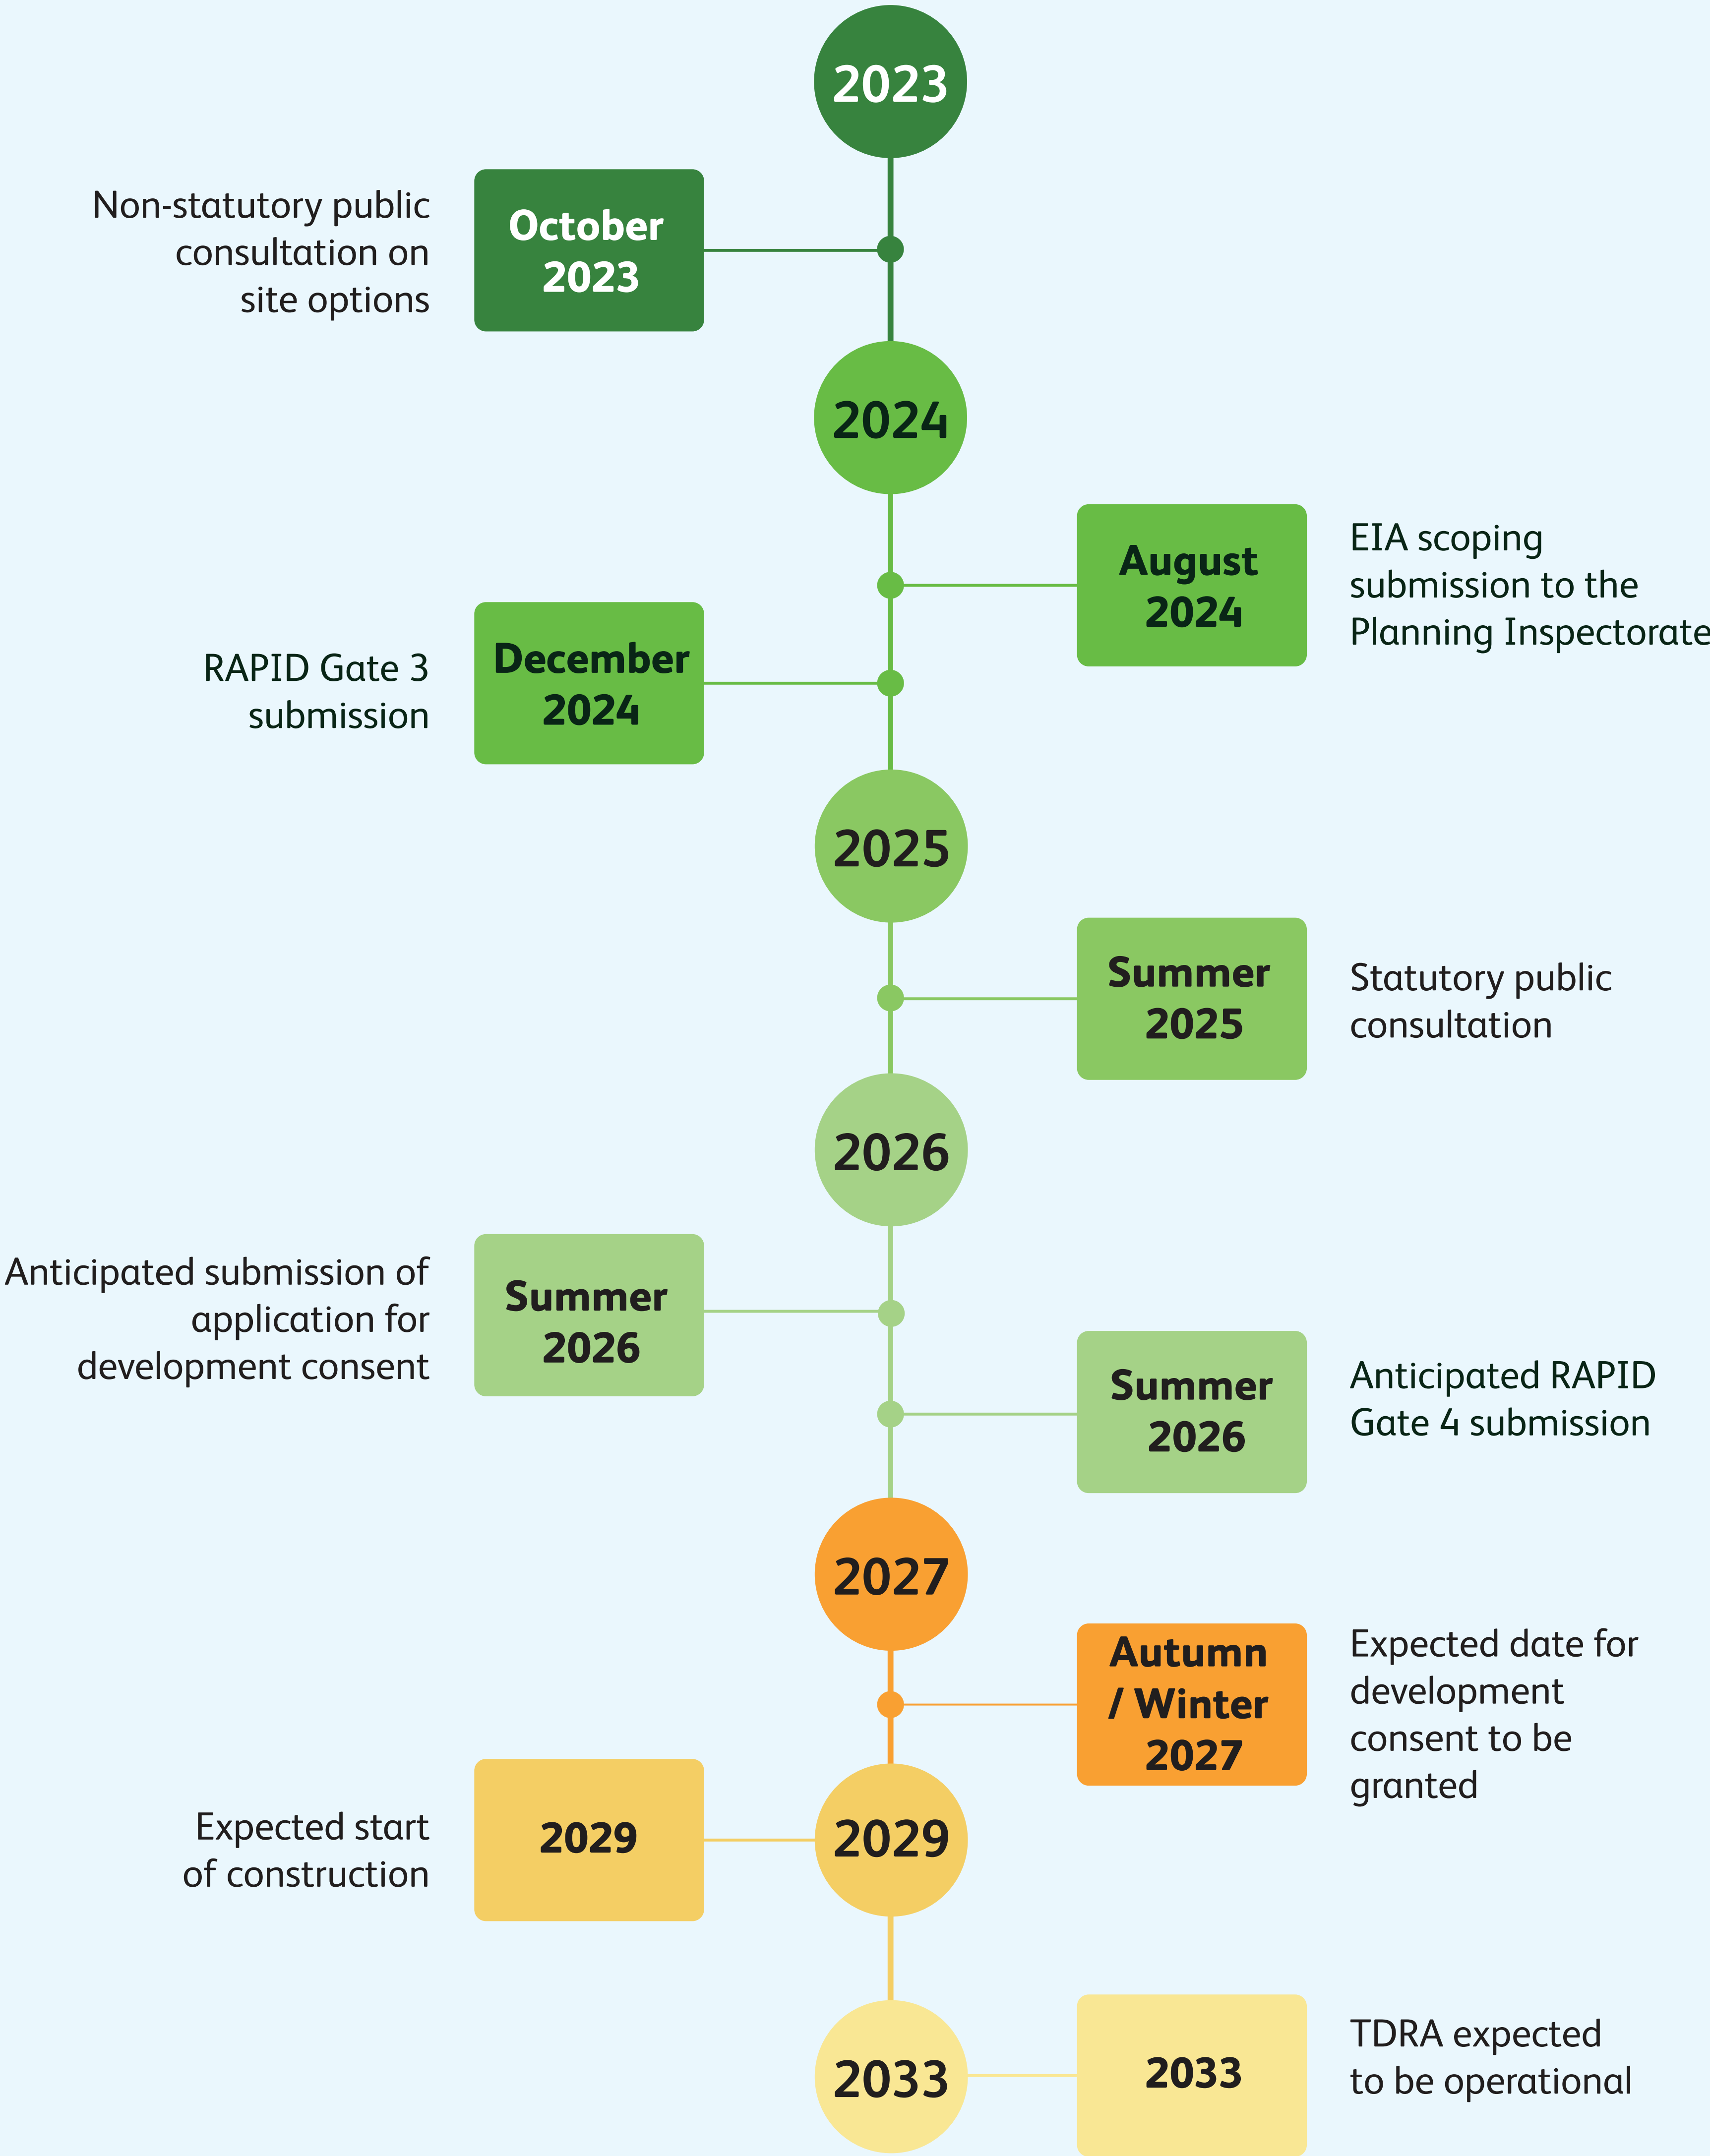 2023
October
2023
Non-statutory public
consultation on
site options
2024
August
2024
EIA scoping
submission to the
Planning Inspectorate
December
2024
RAPID Gate 3
submission
2025
Summer
2025
Statutory public
consultation
2026
Summer
2026
Anticipated submission of
application for
development consent
Summer
2026
Anticipated RAPID
Gate 4 submission
2027
Autumn
/ Winter
2027
Expected date for
development
consent to be
granted
2029
2029
Expected start
of construction
2033
2033
TDRA expected
to be operational